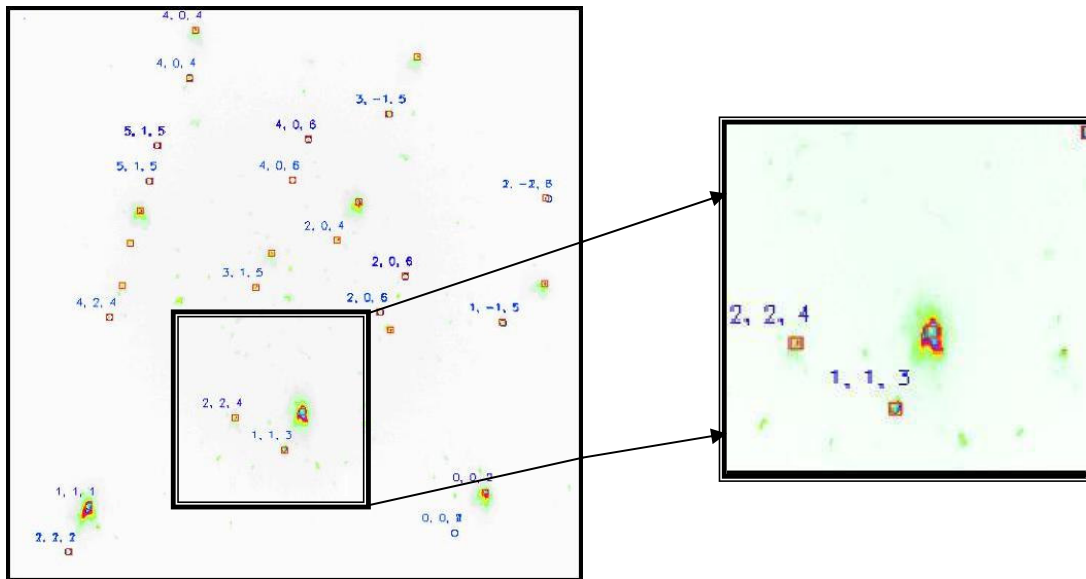 4, 0, 4
4, 0, 4
3, -1, 5
5, 1, 5
4, 0, 6
5, 1, 5
4, 0, 6
2, 0, 4
2, 0, 6
3, 1, 5
4, 2, 4
2, 0, 6
1, -1, 5
2, 2, 4
1, 1, 3
0, 0, 2
1, 1, 1
2, 2, 2
2, 2, 4
1, 1, 3